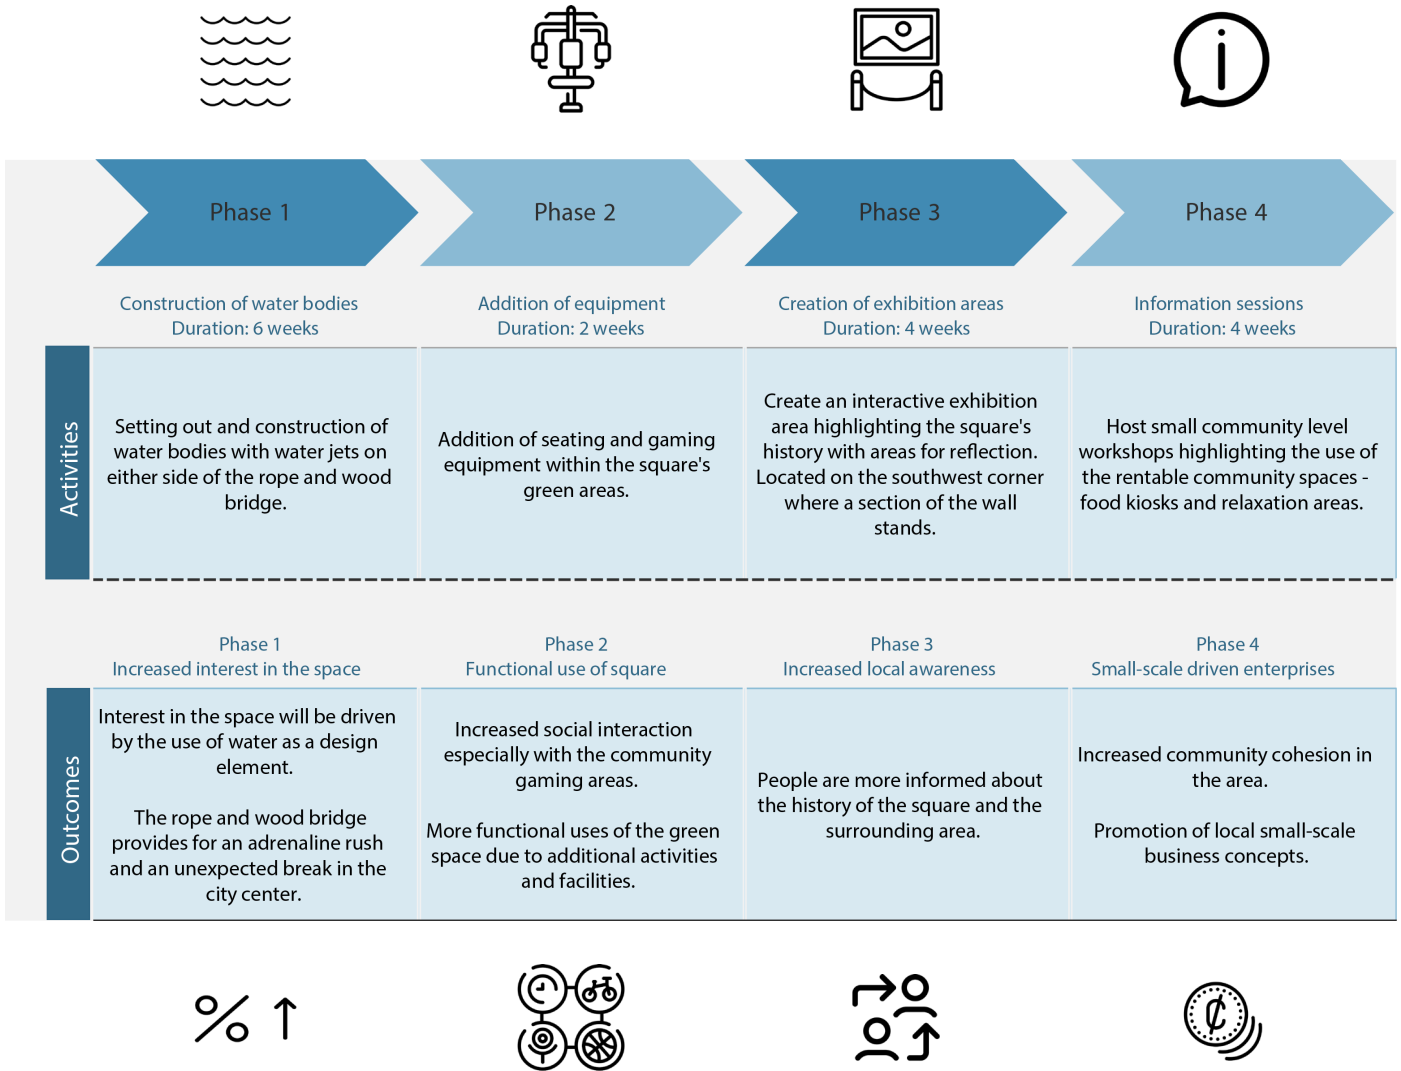 Phase 1
Phase 2
Phase 3
Phase 4
Construction of water bodies
Duration: 6 weeks
Addition of equipment
Duration: 2 weeks
Creation of exhibition areas
Duration: 4 weeks
Information sessions
Duration: 4 weeks
Activities
Setting out and construction of
water bodies with water jets on
either side of the rope and wood
bridge.
Addition of seating and gaming
equipment within the square's
green areas.
Create an interactive exhibition
area highlighting the square's
history with areas for reflection.
Located on the southwest corner
where a section of the wall
stands.
Host small community level
workshops highlighting the use of
the rentable community spaces -
food kiosks and relaxation areas.
Phase 1
Increased interest in the space
Phase 2
Functional use of square
Phase 3
Increased local awareness
Phase 4
Small-scale driven enterprises
Outcomes
Interest in the space will be driven
by the use of water as a design
element.
The rope and wood bridge
provides for an adrenaline rush
and an unexpected break in the
city center.
Increased social interaction
especially with the community
gaming areas.
More functional uses of the green
space due to additional activities
and facilities.
People are more informed about
the history of the square and the
surrounding area.
Increased community cohesion in
the area.
Promotion of local small-scale
business concepts.